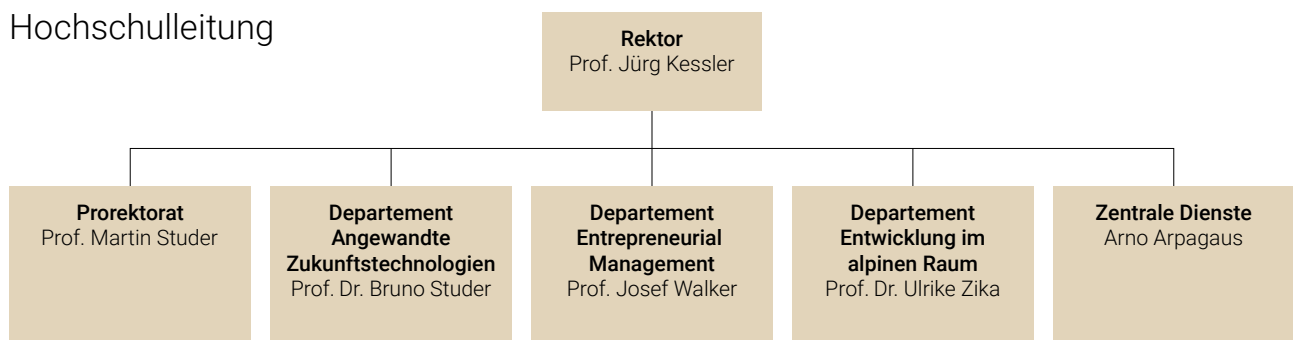 Hochschulleitung
Rektor
Prof. Jürg Kessler
Prorektorat
Prof. Martin Studer
Departement
Angewandte
Zukunftstechnologien
Prof. Dr. Bruno Studer
Departement
Entrepreneurial
Management
Prof. Josef Walker
Departement
Entwicklung im
alpinen Raum
Prof. Dr. Ulrike Zika
Zentrale Dienste
Arno Arpagaus